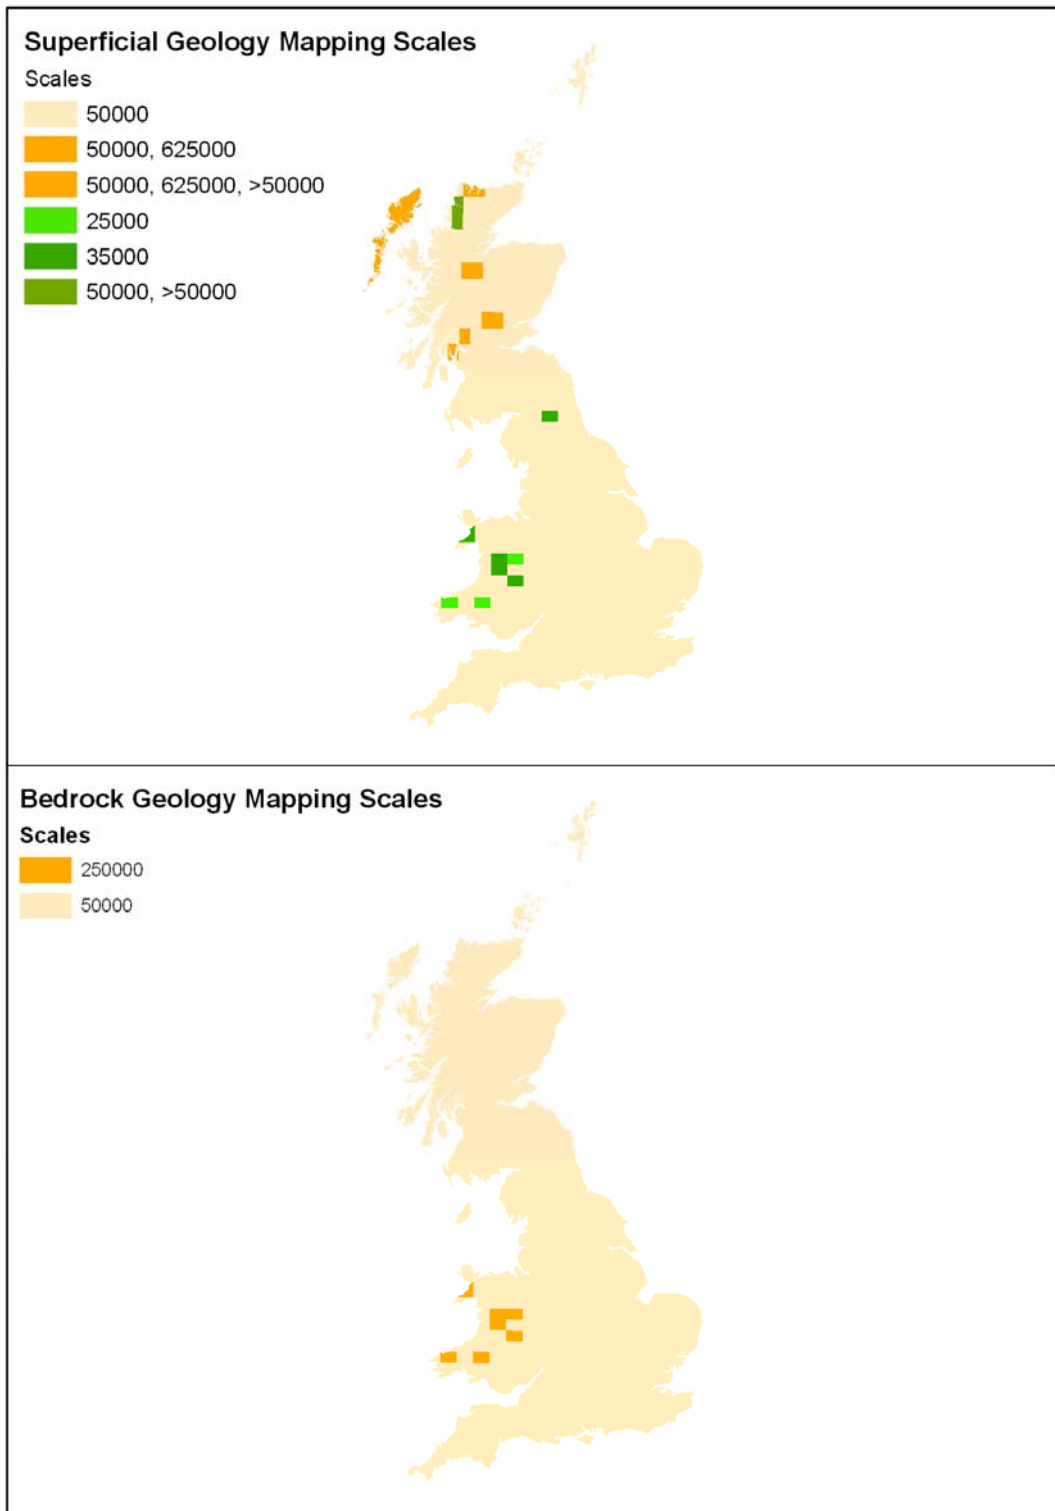 Superficial Geology Mapping Scales
Scales
50000
50000, 625000
50000, 625000, >50000
25000
35000
50000, >50000
Bedrock Geology Mapping Scales
Scales
250000
50000